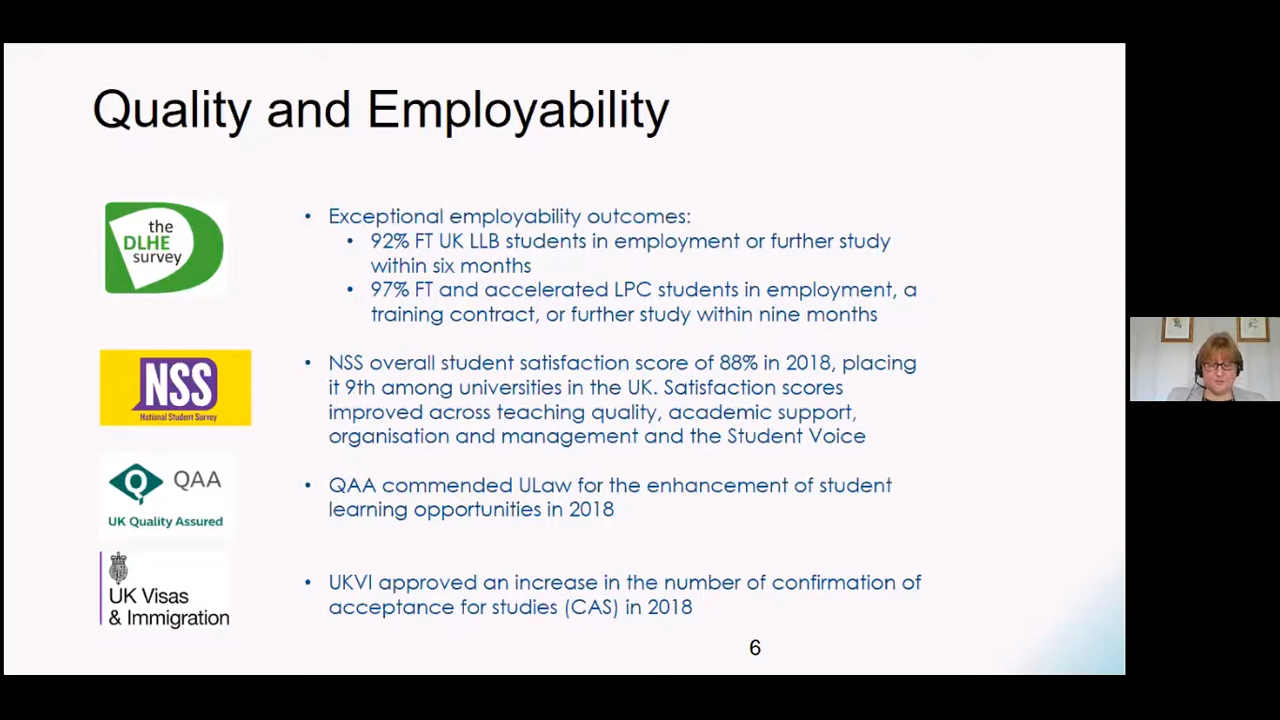 Quality and Employability
the
DLHE
survey
• Exceptional employability outcomes:
• 92% FT UK LLB students in employment or further study
within six months
• 97% FT and accelerated LPC students in employment, a
training contract, or further study within nine months
NSS
National Student Survey
• NSS overall student satisfaction score of 88% in 2018, placing
it 9th among universities in the UK. Satisfaction scores
improved across teaching quality, academic support,
organisation and management and the Student Voice
QAA
UK Quality Assured
• QAA commended ULaw for the enhancement of student
learning opportunities in 2018
UK Visas
& Immigration
• UKVI approved an increase in the number of confirmation of
acceptance for studies (CAS) in 2018
6